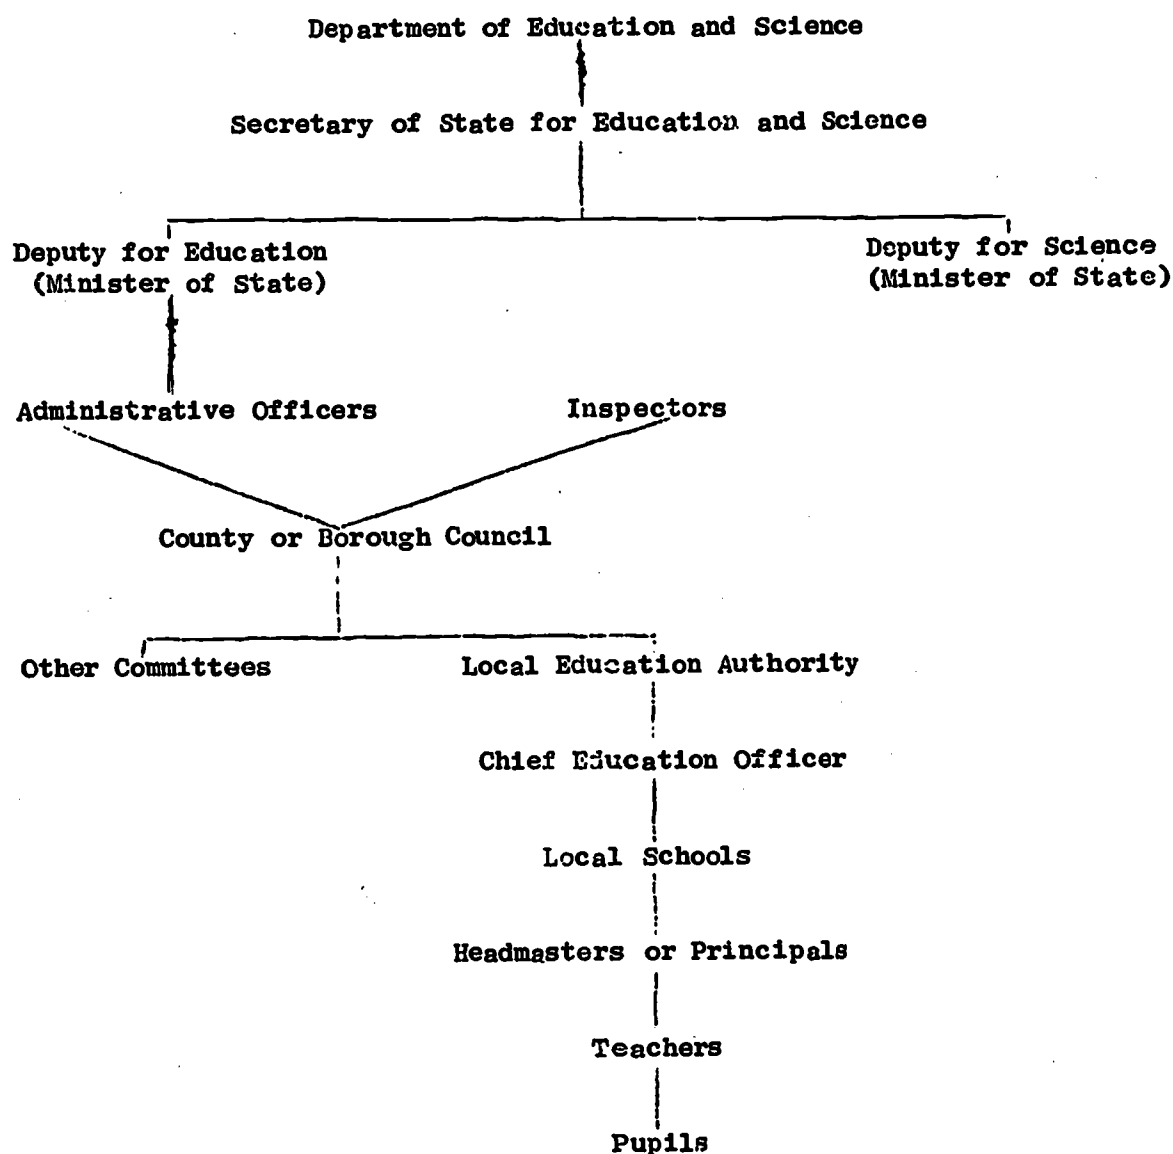 Department of Education and Science
Secretary of State for Education and Science
Deputy for Education
(Minister of State)
Deputy for Science
(Minister of State)
Administrative Officers
Inspectors
County or Borough Council
Other Committees
Local Education Authority
Chief Education Officer
Local Schools
Headmasters or Principals
Teachers
Pupils